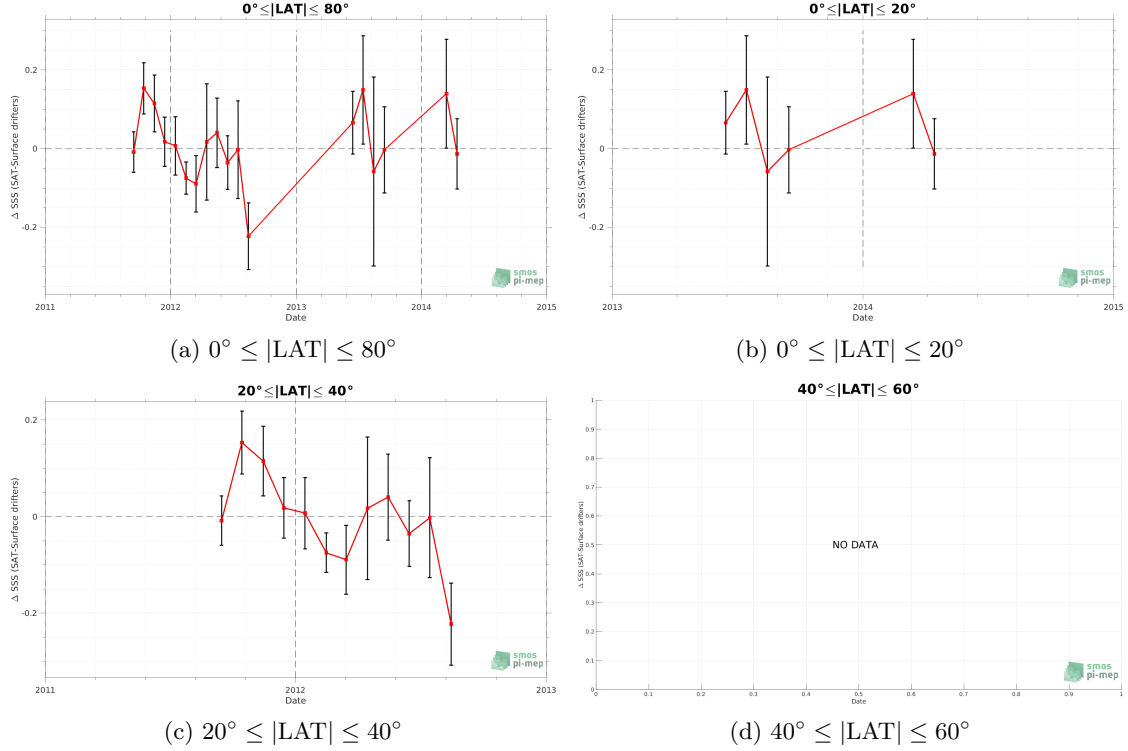 0°≤|LAT|≤ 80°
Δ SSS (SAT-Surface drifters)
0.2
0
-0.2
smos
pi-mep
2011 2012 2013 2014 2015
Date
(a) 0° ≤ |LAT| ≤ 80°
0°≤|LAT|≤ 20°
Δ SSS (SAT-Surface drifters)
0.2
0
-0.2
smos
pi-mep
2013 2014 2015
Date
(b) 0° ≤ |LAT| ≤ 20°
20°≤|LAT|≤ 40°
Δ SSS (SAT-Surface drifters)
0.2
0
-0.2
smos
pi-mep
2011 2012 2013
Date
(c) 20° ≤ |LAT| ≤ 40°
40°≤|LAT|≤ 60°
Δ SSS (SAT-Surface drifters)
1
0.9
0.8
0.7
0.6
0.5
0.4
0.3
0.2
0.1
0
NO DATA
smos
pi-mep
0 0.1 0.2 0.3 0.4 0.5 0.6 0.7 0.8 0.9 1
Date
(d) 40° ≤ |LAT| ≤ 60°